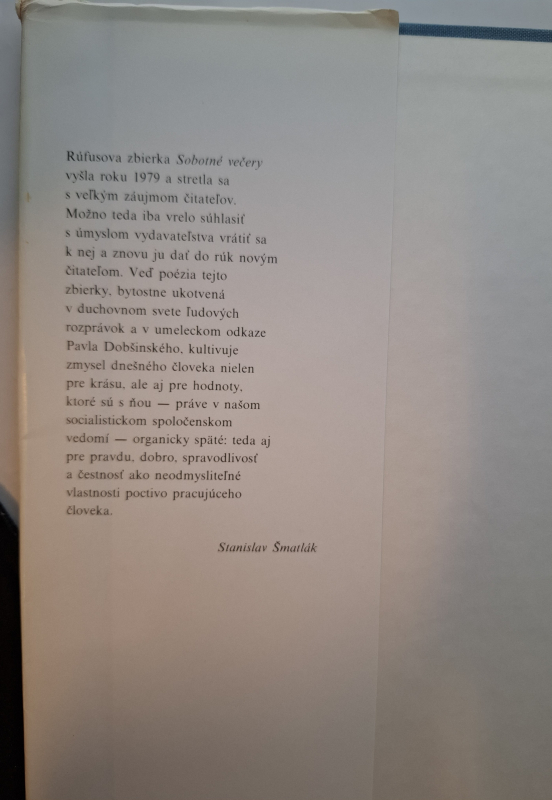 Rúfusova zbierka Sobotné večery
vyšla roku 1979 a stretla sa
s veľkým záujmom čitateľov.
Možno teda iba vrelo súhlasiť
s úmyslom vydavateľstva vrátiť sa
k nej a znovu ju dať do rúk novým
čitateľom. Veď poézia tejto
zbierky, bytostne ukotvená
v duchovnom svete ľudových
rozprávok a v umeleckom odkaze
Pavla Dobšinského, kultivuje
zmysel dnešného človeka nielen
pre krásu, ale aj pre hodnoty,
ktoré sú s ňou — práve v našom
socialistickom spoločenskom
vedomí — organicky späté: teda aj
pre pravdu, dobro, spravodlivosť
a čestnosť ako neodmysliteľné
vlastnosti poctivo pracujúceho
človeka.
Stanislav Šmatlák